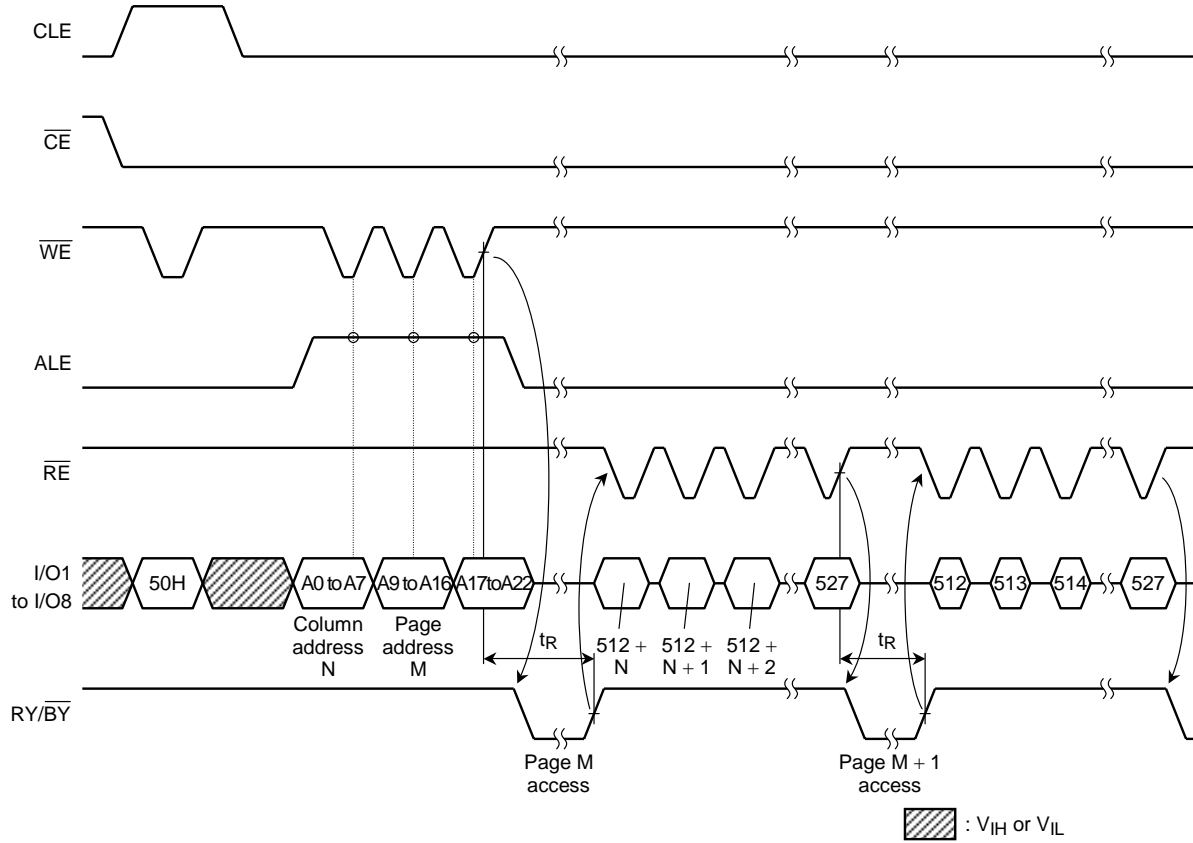 CLE
CE
WE
ALE
RE
I/O1
to I/O8
50H
A0 to A7
A9 to A16
A17 to A22
527
512
513
514
527
Column
address
N
Page
address
M
tR
512 +
N
512 +
N + 1
512 +
N + 2
tR
RY/BY
Page M
access
Page M + 1
access
: VIH or VIL